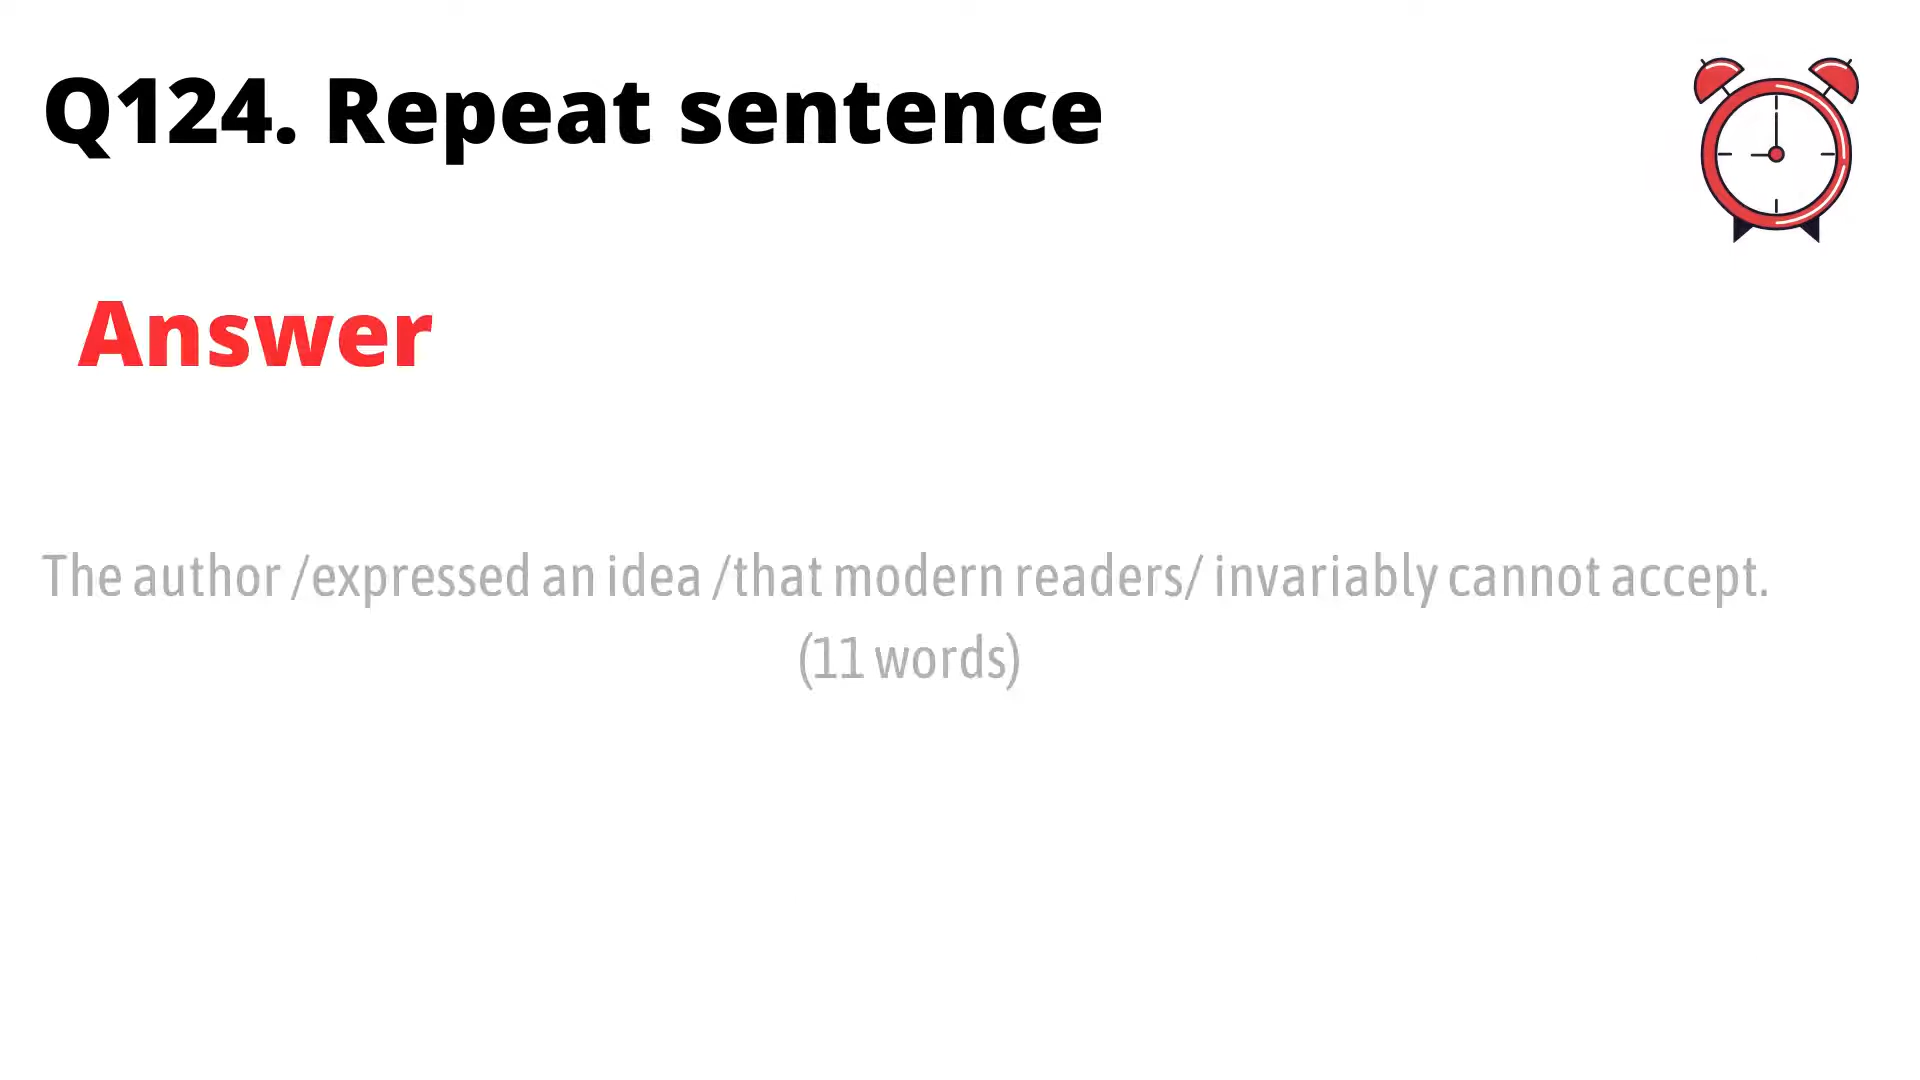 Q124. Repeat sentence
Answer
The author /expressed an idea /that modern readers/ invariably cannot accept.
(11 words)